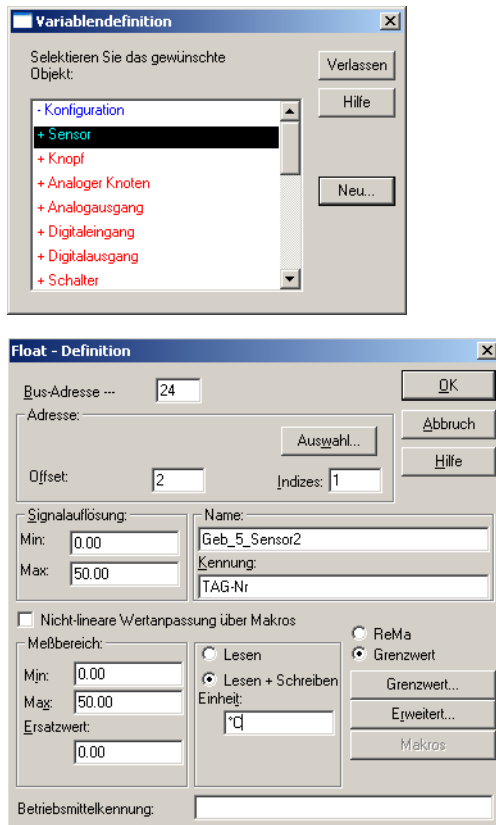 Variablendefinition
Selektieren Sie das gewünschte
Objekt:
Verlassen
Hilfe
Neu...
- Konfiguration
+ Sensor
+ Knopf
+ Analoger Knoten
+ Analogausgang
+ Digitaleingang
+ Digitalausgang
+ Schalter
Float - Definition
Bus-Adresse --- 24
OK
Abbruch
Hilfe
Adresse:
Auswahl...
Offset: 2 Indizes: 1
Signalauflösung:
Min: 0.00
Max: 50.00
Name:
Geb_5_Sensor2
Kennung:
TAG-Nr
Nicht-lineare Wertanpassung über Makros
ReMa
Grenzwert
Meßbereich:
Min: 0.00
Max: 50.00
Ersatzwert:
0.00
Lesen
Lesen + Schreiben
Einheit:
°C
Grenzwert...
Erweitert...
Makros
Betriebsmittelkennung: